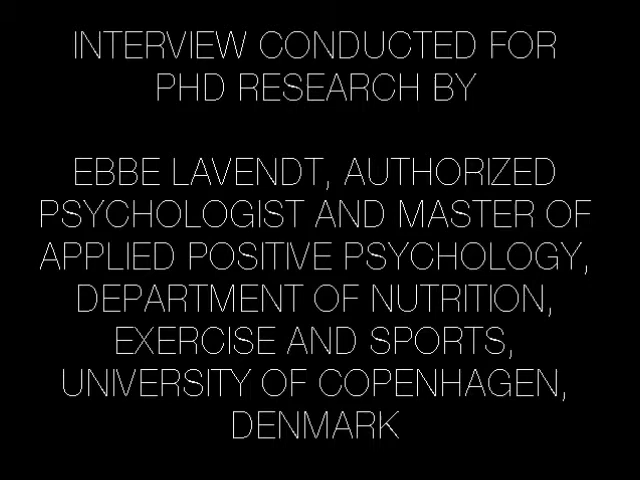 INTERVIEW CONDUCTED FOR
PHD RESEARCH BY
EBBE LAVENDT, AUTHORIZED
PSYCHOLOGIST AND MASTER OF
APPLIED POSITIVE PSYCHOLOGY,
DEPARTMENT OF NUTRITION,
EXERCISE AND SPORTS,
UNIVERSITY OF COPENHAGEN,
DENMARK